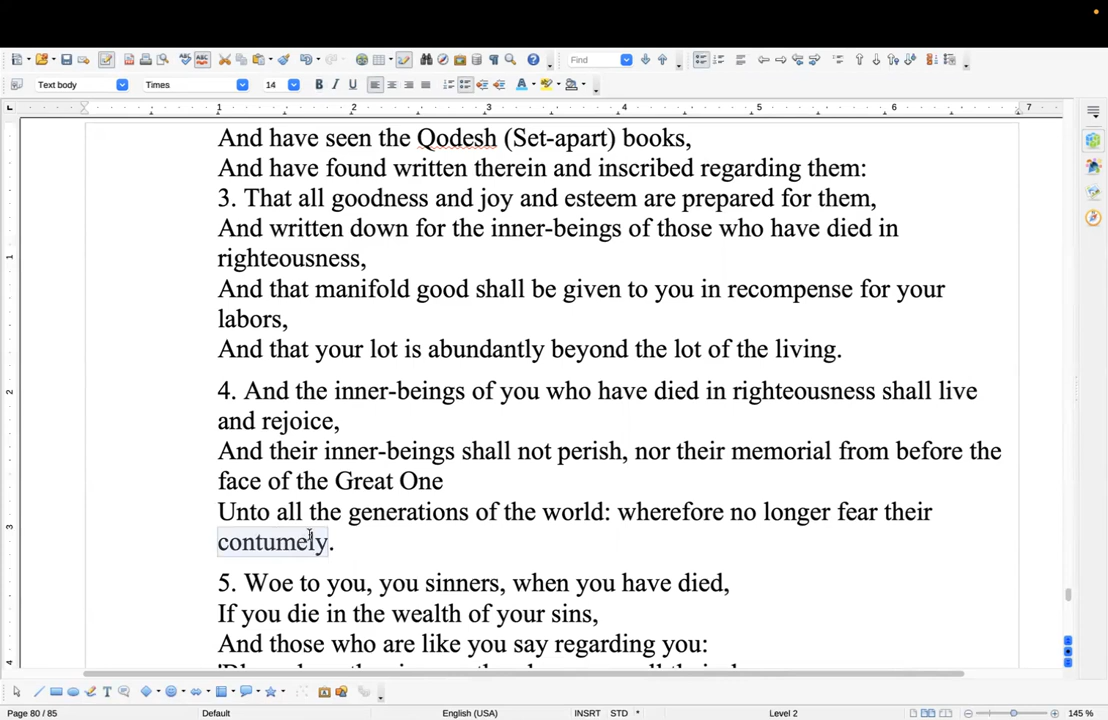 Find
Text body
Times
14
B I U
1 2 3 4 5 6 7
And have seen the Qodesh (Set-apart) books,
And have found written therein and inscribed regarding them:
3. That all goodness and joy and esteem are prepared for them,
And written down for the inner-beings of those who have died in
righteousness,
And that manifold good shall be given to you in recompense for your
labors,
And that your lot is abundantly beyond the lot of the living.
4. And the inner-beings of you who have died in righteousness shall live
and rejoice,
And their inner-beings shall not perish, nor their memorial from before the
face of the Great One
Unto all the generations of the world: wherefore no longer fear their
contumely.
5. Woe to you, you sinners, when you have died,
If you die in the wealth of your sins,
And those who are like you say regarding you:
Page 80 / 85
Default
English (USA)
INSRT
STD
*
Level 2
145 %